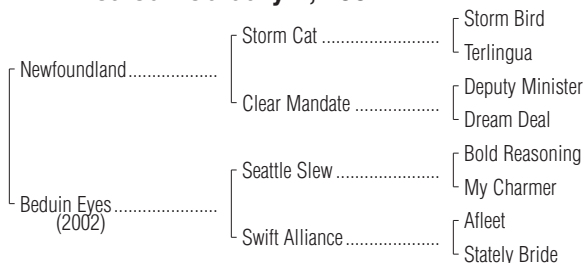 Storm Bird
Storm Cat ........................
Terlingua
Newfoundland..................
Deputy Minister
Clear Mandate ................
Dream Deal
Bold Reasoning
Seattle Slew .....................
My Charmer
Beduin Eyes.....................
(2002)
Afleet
Swift Alliance...................
Stately Bride